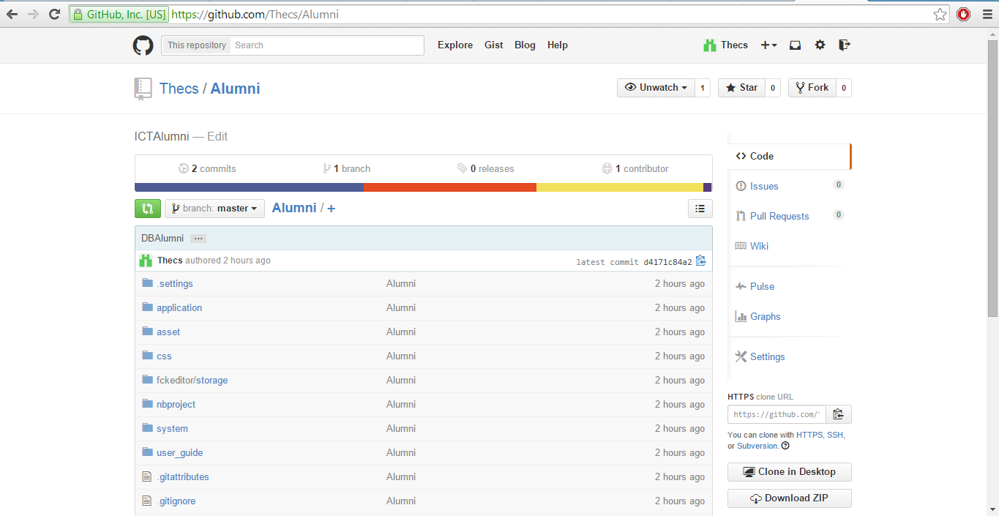 GitHub, Inc. [US] https://github.com/Thecs/Alumni
This repository Search Explore Gist Blog Help Thecs
Thecs / Alumni Unwatch 1 Star 0 Fork 0
ICTAlumni — Edit
2 commits 1 branch 0 releases 1 contributor
branch: master Alumni / +
DBAlumni ...
Thecs authored 2 hours ago latest commit d4171c84a2
.settings Alumni 2 hours ago
application Alumni 2 hours ago
asset Alumni 2 hours ago
css Alumni 2 hours ago
fckeditor/storage Alumni 2 hours ago
nbproject Alumni 2 hours ago
system Alumni 2 hours ago
user_guide Alumni 2 hours ago
.gitattributes Alumni 2 hours ago
.gitignore Alumni 2 hours ago
Code
Issues 0
Pull Requests 0
Wiki
Pulse
Graphs
Settings
HTTPS clone URL
https://github.com/
You can clone with HTTPS, SSH,
or Subversion.
Clone in Desktop
Download ZIP